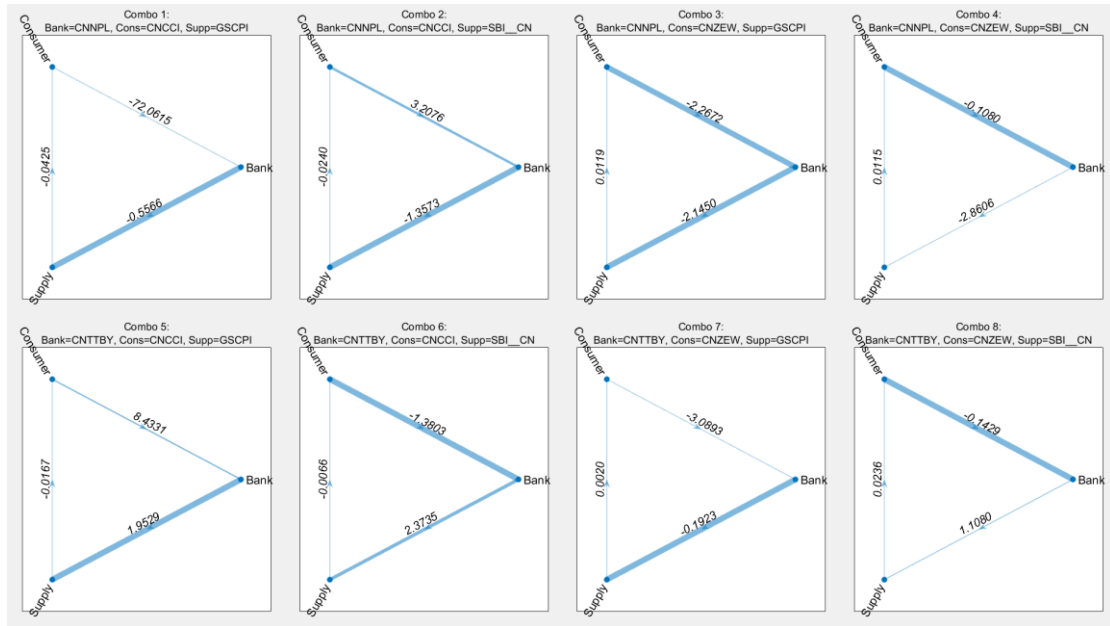 Combo 1:
Bank=CNNPL, Cons=CNCCI, Supp=GSCPI
Consumer
-72.0615
-0.0425
Bank
-0.5566
Supply
Combo 2:
Bank=CNNPL, Cons=CNCCI, Supp=SBI__CN
Consumer
3.2076
-0.0240
Bank
-1.3573
Supply
Combo 3:
Bank=CNNPL, Cons=CNZEW, Supp=GSCPI
Consumer
-2.2672
0.0119
Bank
-2.1450
Supply
Combo 4:
Bank=CNNPL, Cons=CNZEW, Supp=SBI__CN
Consumer
-0.1080
0.0115
Bank
-2.8606
Supply
Combo 5:
Bank=CNTTBY, Cons=CNCCI, Supp=GSCPI
Consumer
8.4331
-0.0167
Bank
1.9529
Supply
Combo 6:
Bank=CNTTBY, Cons=CNCCI, Supp=SBI__CN
Consumer
-1.3803
-0.0066
Bank
2.3735
Supply
Combo 7:
Bank=CNTTBY, Cons=CNZEW, Supp=GSCPI
Consumer
-3.0893
0.0020
Bank
-0.1923
Supply
Combo 8:
Bank=CNTTBY, Cons=CNZEW, Supp=SBI__CN
Consumer
-0.1429
0.0236
Bank
1.1080
Supply